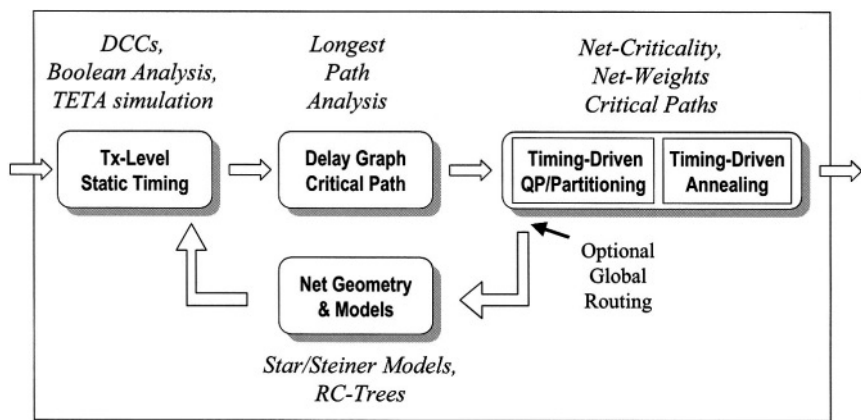 DCCs,
Boolean Analysis,
TETA simulation
Longest
Path
Analysis
Net-Criticality,
Net-Weights
Critical Paths
Tx-Level
Static Timing
Delay Graph
Critical Path
Timing-Driven
QP/Partitioning
Timing-Driven
Annealing
Optional
Global
Routing
Net Geometry
& Models
Star/Steiner Models,
RC-Trees